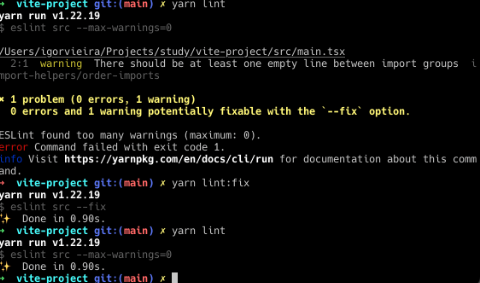 → vite-project git:(main) ✗ yarn lint
yarn run v1.22.19
$ eslint src --max-warnings=0
/Users/igorvieira/Projects/study/vite-project/src/main.tsx
2:1 warning There should be at least one empty line between import groups i
mport-helpers/order-imports
✖ 1 problem (0 errors, 1 warning)
0 errors and 1 warning potentially fixable with the `--fix` option.
ESLint found too many warnings (maximum: 0).
error Command failed with exit code 1.
info Visit https://yarnpkg.com/en/docs/cli/run for documentation about this comm
and.
→ vite-project git:(main) ✗ yarn lint:fix
yarn run v1.22.19
$ eslint src --fix
✨ Done in 0.90s.
→ vite-project git:(main) ✗ yarn lint
yarn run v1.22.19
$ eslint src --max-warnings=0
✨ Done in 0.90s.
→ vite-project git:(main) ✗